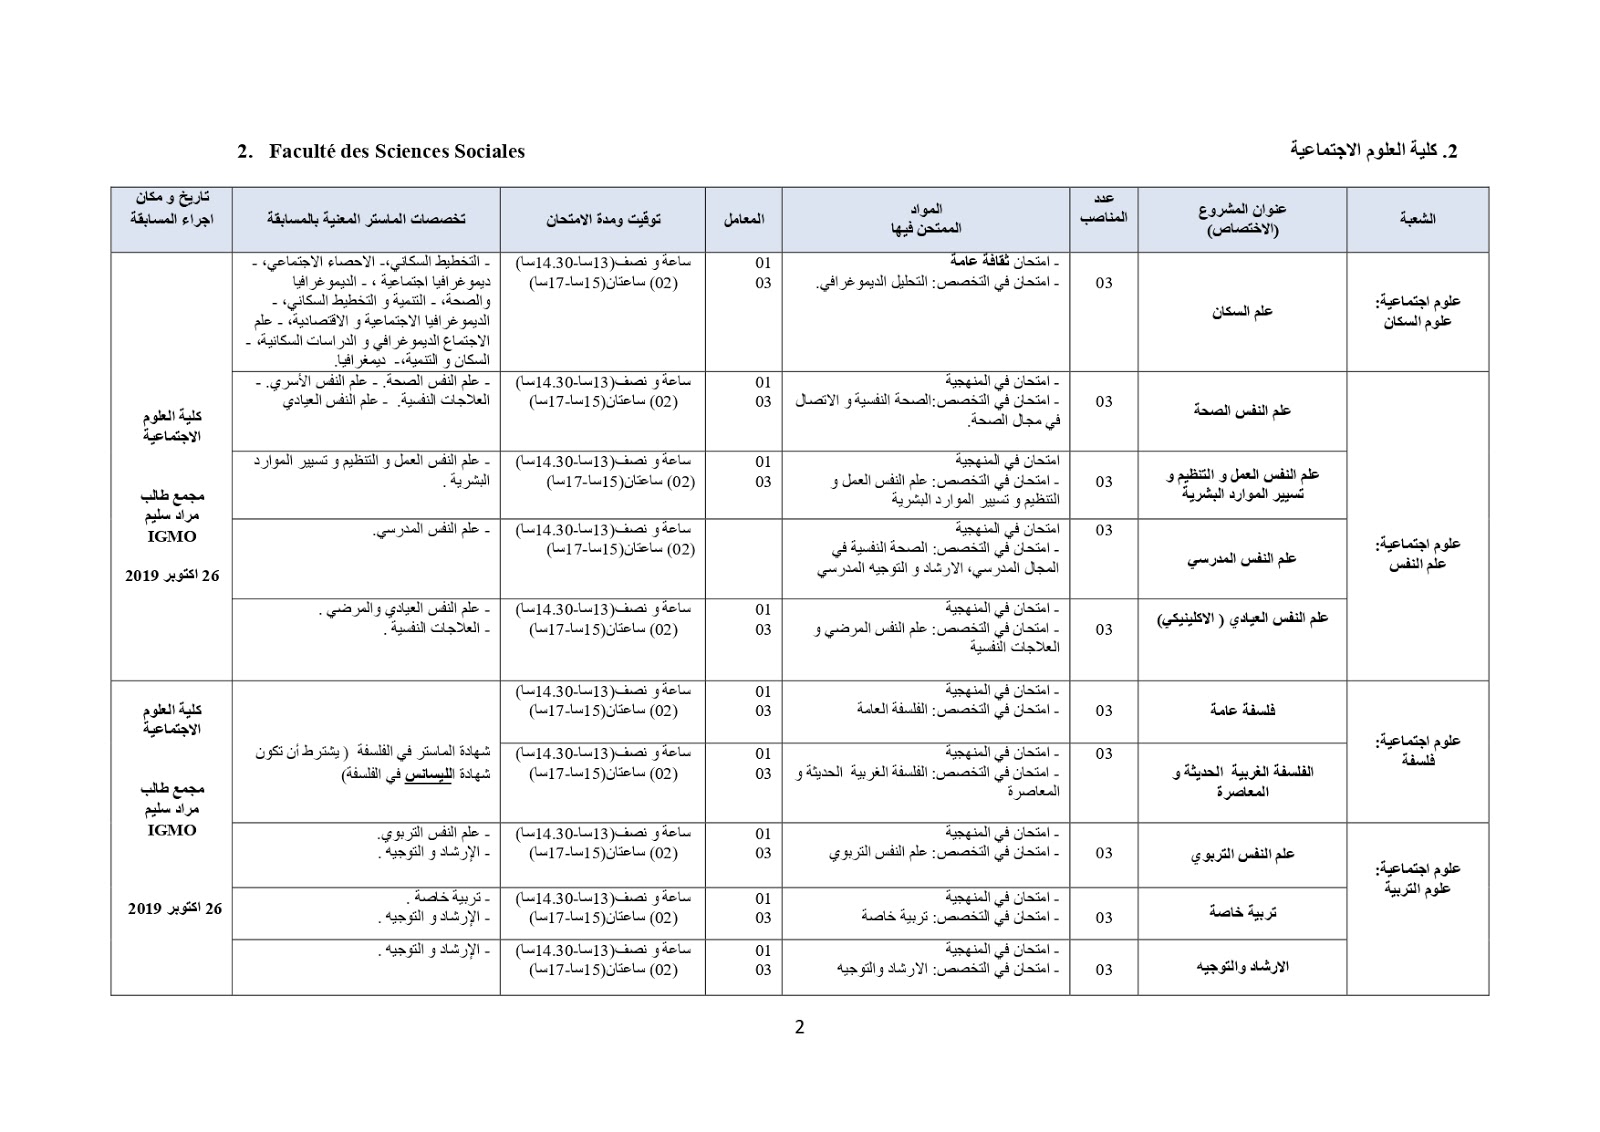 2. Faculté des Sciences Sociales
2. كلية العلوم الاجتماعية
الشعبة
عنوان المشروع
(الاختصاص)
عدد
المناصب
المواد
الممتحن فيها
المعامل
توقيت ومدة الامتحان
تخصصات الماستر المعنية بالمسابقة
تاريخ و مكان
اجراء المسابقة
علوم اجتماعية:
علوم السكان
علم السكان
03
- امتحان ثقافة عامة
- امتحان في التخصص: التحليل الديموغرافي.
01
03
ساعة و نصف(13سا-14.30سا)
(02) ساعتان(15سا-17سا)
- التخطيط السكاني،- الاحصاء الاجتماعي، -
ديموغرافيا اجتماعية ، - الديموغرافيا
والصحة، - التنمية و التخطيط السكاني، -
الديموغرافيا الاجتماعية و الاقتصادية، - علم
الاجتماع الديموغرافي و الدراسات السكانية، -
السكان و التنمية،- ديمغرافيا.
كلية العلوم
الاجتماعية
مجمع طالب
مراد سليم
IGMO
26 اكتوبر 2019
علوم اجتماعية:
علم النفس
علم النفس الصحة
03
- امتحان في المنهجية
- امتحان في التخصص:الصحة النفسية و الاتصال
في مجال الصحة.
01
03
ساعة و نصف(13سا-14.30سا)
(02) ساعتان(15سا-17سا)
- علم النفس الصحة. - علم النفس الأسري. -
العلاجات النفسية. - علم النفس العيادي
علم النفس العمل و التنظيم و
تسيير الموارد البشرية
03
امتحان في المنهجية
- امتحان في التخصص: علم النفس العمل و
التنظيم و تسيير الموارد البشرية
01
03
ساعة و نصف(13سا-14.30سا)
(02) ساعتان(15سا-17سا)
- علم النفس العمل و التنظيم و تسيير الموارد
البشرية .
علم النفس المدرسي
03
امتحان في المنهجية
- امتحان في التخصص: الصحة النفسية في
المجال المدرسي، الارشاد و التوجيه المدرسي
ساعة و نصف(13سا-14.30سا)
(02) ساعتان(15سا-17سا)
- علم النفس المدرسي.
علم النفس العيادي ( الاكلينيكي)
03
- امتحان في المنهجية
- امتحان في التخصص: علم النفس المرضي و
العلاجات النفسية
01
03
ساعة و نصف(13سا-14.30سا)
(02) ساعتان(15سا-17سا)
- علم النفس العيادي والمرضي .
- العلاجات النفسية .
علوم اجتماعية:
فلسفة
فلسفة عامة
03
- امتحان في المنهجية
- امتحان في التخصص: الفلسفة العامة
01
03
ساعة و نصف(13سا-14.30سا)
(02) ساعتان(15سا-17سا)
شهادة الماستر في الفلسفة ( يشترط أن تكون
شهادة الليسانس في الفلسفة)
كلية العلوم
الاجتماعية
مجمع طالب
مراد سليم
IGMO
26 اكتوبر 2019
الفلسفة الغربية الحديثة و
المعاصرة
03
- امتحان في المنهجية
- امتحان في التخصص: الفلسفة الغربية الحديثة و
المعاصرة
01
03
ساعة و نصف(13سا-14.30سا)
(02) ساعتان(15سا-17سا)
علوم اجتماعية:
علوم التربية
علم النفس التربوي
03
- امتحان في المنهجية
- امتحان في التخصص: علم النفس التربوي
01
03
ساعة و نصف(13سا-14.30سا)
(02) ساعتان(15سا-17سا)
- علم النفس التربوي.
- الإرشاد و التوجيه .
تربية خاصة
03
- امتحان في المنهجية
- امتحان في التخصص: تربية خاصة
01
03
ساعة و نصف(13سا-14.30سا)
(02) ساعتان(15سا-17سا)
- تربية خاصة .
- الإرشاد و التوجيه .
الارشاد والتوجيه
03
- امتحان في المنهجية
- امتحان في التخصص: الارشاد والتوجيه
01
03
ساعة و نصف(13سا-14.30سا)
(02) ساعتان(15سا-17سا)
- الإرشاد و التوجيه .
2